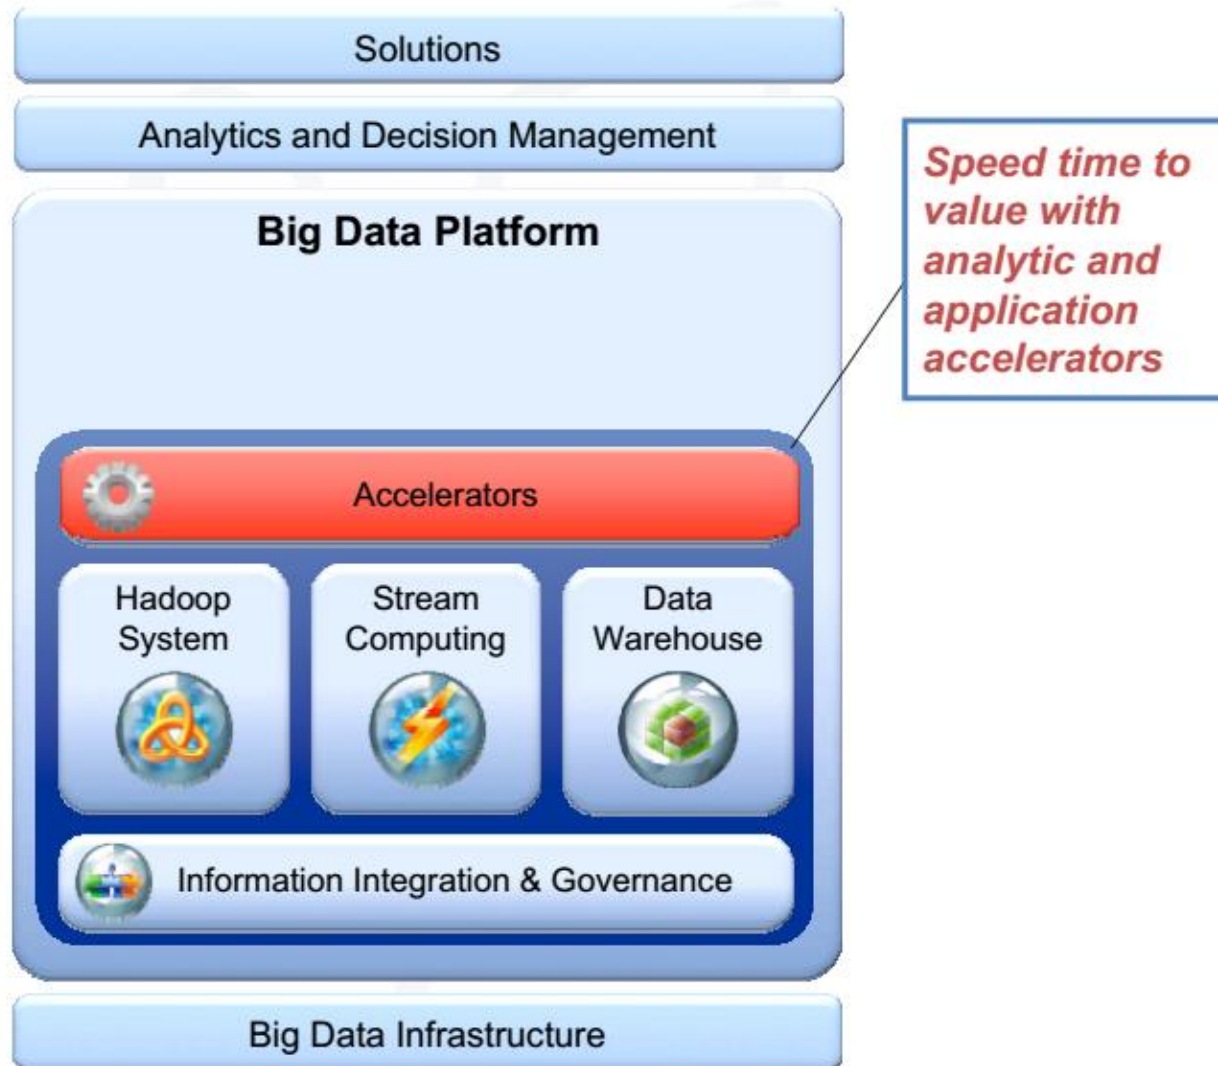 Solutions
Analytics and Decision Management
Big Data Platform
Speed time to
value with
analytic and
application
accelerators
Accelerators
Hadoop
System
Stream
Computing
Data
Warehouse
Information Integration & Governance
Big Data Infrastructure